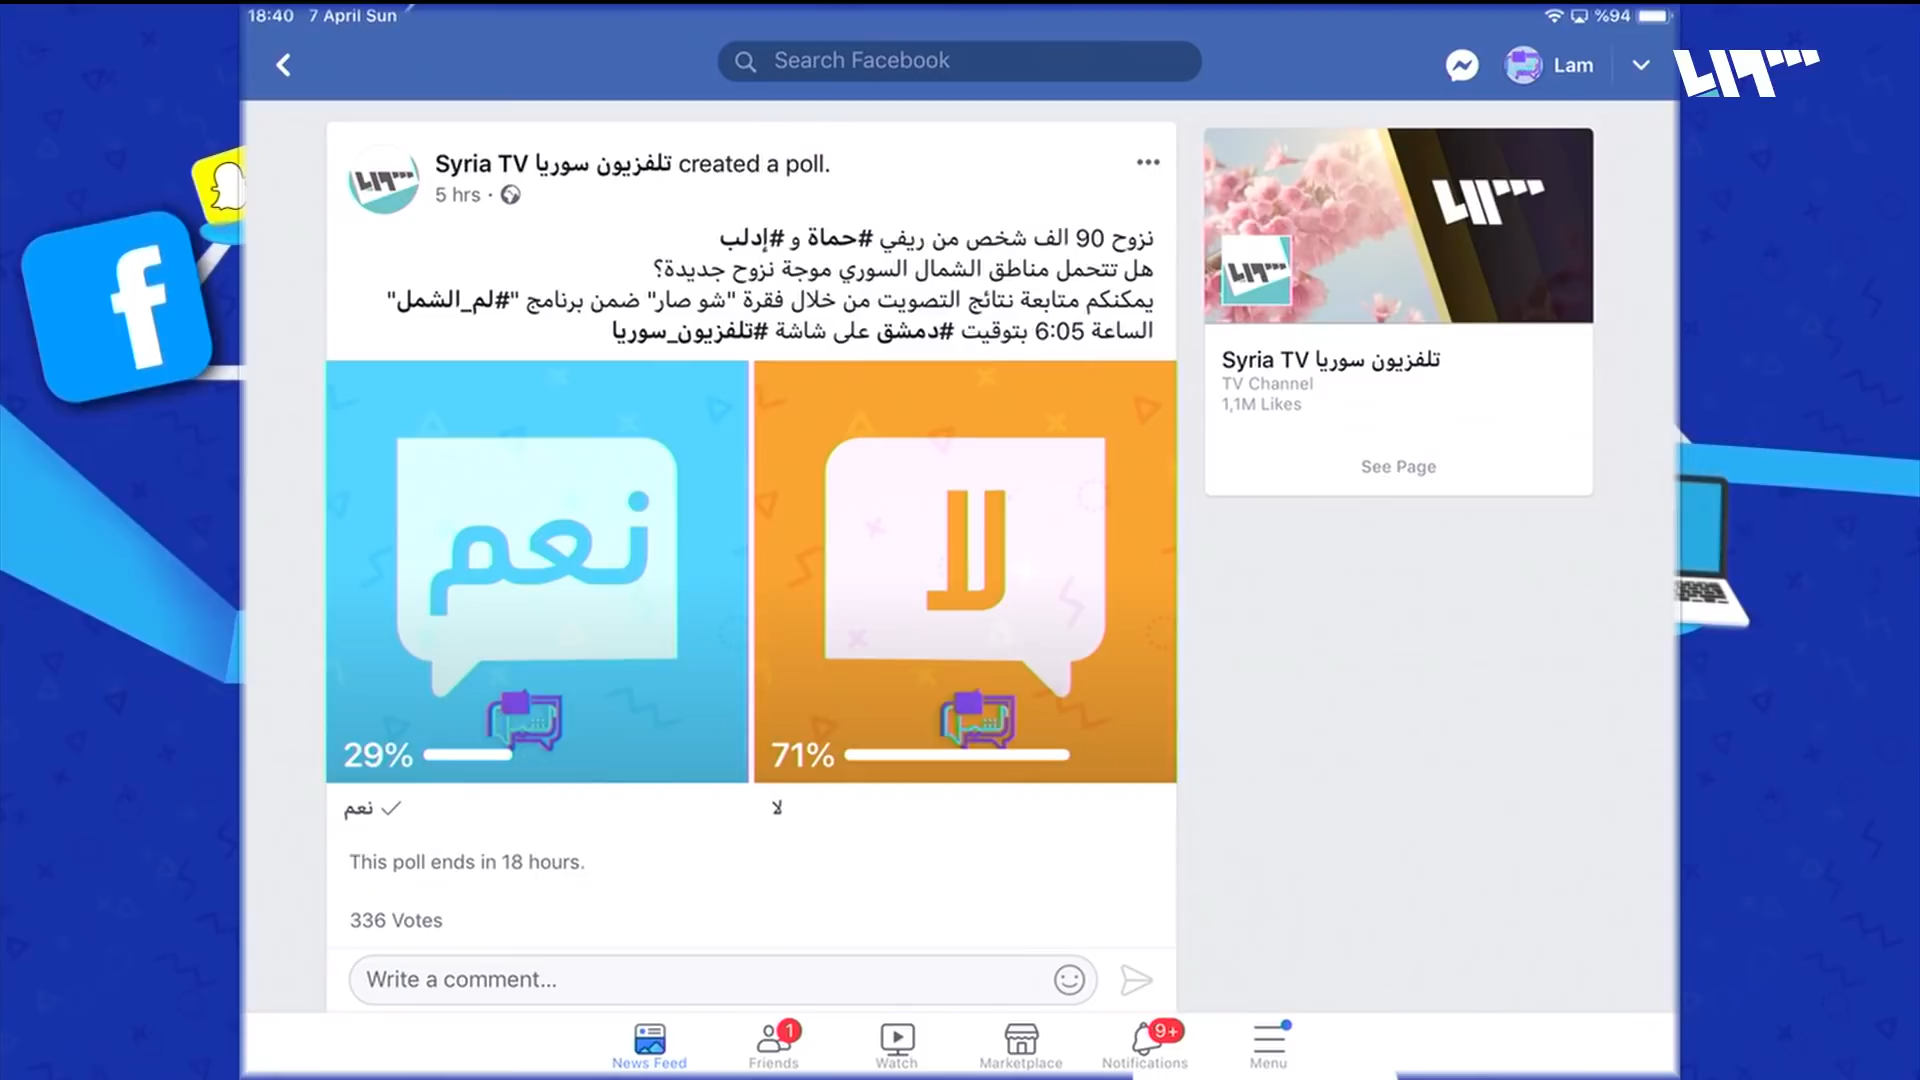 18:40 7 April Sun
%94
Search Facebook
Lam
Syria TV تلفزيون سوريا created a poll.
5 hrs ·
نزوح 90 الف شخص من ريفي #حماة و #إدلب
هل تتحمل مناطق الشمال السوري موجة نزوح جديدة؟
يمكنكم متابعة نتائج التصويت من خلال فقرة "شو صار" ضمن برنامج "#لم_الشمل"
الساعة 6:05 بتوقيت #دمشق على شاشة #تلفزيون_سوريا
نعم
لا
29%
71%
نعم
لا
This poll ends in 18 hours.
336 Votes
Write a comment...
Syria TV تلفزيون سوريا
TV Channel
1,1M Likes
See Page
1
9+
News Feed
Friends
Watch
Marketplace
Notifications
Menu